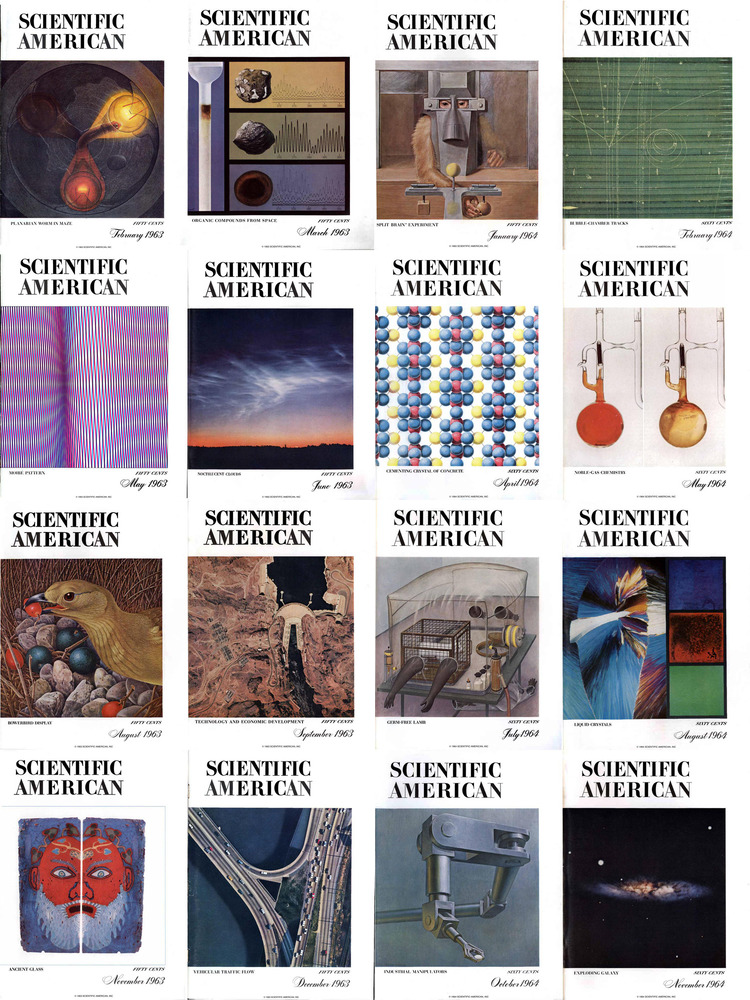 SCIENTIFIC
AMERICAN
PLANARIAN WORM IN MAZE
FIFTY CENTS
February 1963
SCIENTIFIC
AMERICAN
ORGANIC COMPOUNDS FROM SPACE
FIFTY CENTS
March 1963
SCIENTIFIC
AMERICAN
SPLIT BRAIN' EXPERIMENT
FIFTY CENTS
January 1964
SCIENTIFIC
AMERICAN
BUBBLE-CHAMBER TRACKS
SIXTY CENTS
February 1964
SCIENTIFIC
AMERICAN
MOIRE PATTERN
FIFTY CENTS
May 1963
SCIENTIFIC
AMERICAN
NOCTILUCENT CLOUDS
FIFTY CENTS
June 1963
SCIENTIFIC
AMERICAN
CEMENTING CRYSTAL OF CONCRETE
SIXTY CENTS
April 1964
SCIENTIFIC
AMERICAN
NOBLE-GAS CHEMISTRY
SIXTY CENTS
May 1964
SCIENTIFIC
AMERICAN
BOWERBIRD DISPLAY
FIFTY CENTS
August 1963
SCIENTIFIC
AMERICAN
TECHNOLOGY AND ECONOMIC DEVELOPMENT
FIFTY CENTS
September 1963
SCIENTIFIC
AMERICAN
GERM-FREE LAMB
SIXTY CENTS
July 1964
SCIENTIFIC
AMERICAN
LIQUID CRYSTALS
SIXTY CENTS
August 1964
SCIENTIFIC
AMERICAN
ANCIENT GLASS
FIFTY CENTS
November 1963
SCIENTIFIC
AMERICAN
VEHICULAR TRAFFIC FLOW
FIFTY CENTS
December 1963
SCIENTIFIC
AMERICAN
INDUSTRIAL MANIPULATORS
SIXTY CENTS
October 1964
SCIENTIFIC
AMERICAN
EXPLODING GALAXY
SIXTY CENTS
November 1964